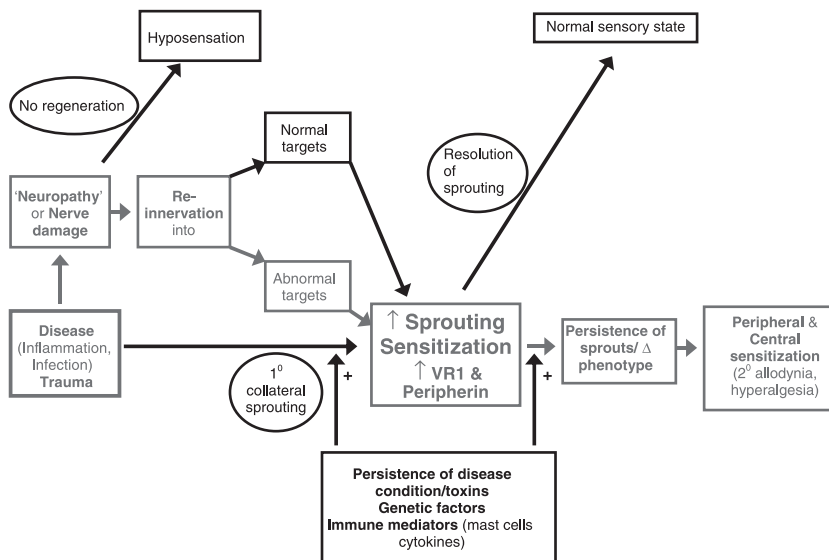 Hyposensation
Normal sensory state
No regeneration
Normal
targets
Resolution
of
sprouting
'Neuropathy'
or Nerve
damage
Re-
innervation
into
Abnormal
targets
Disease
(Inflammation,
Infection)
Trauma
1⁰
collateral
sprouting
+
↑ Sprouting
Sensitization
↑ VR1 &
Peripherin
+
Persistence of
sprouts/ Δ
phenotype
Peripheral &
Central
sensitization
(2⁰ allodynia,
hyperalgesia)
Persistence of disease
condition/toxins
Genetic factors
Immune mediators (mast cells
cytokines)